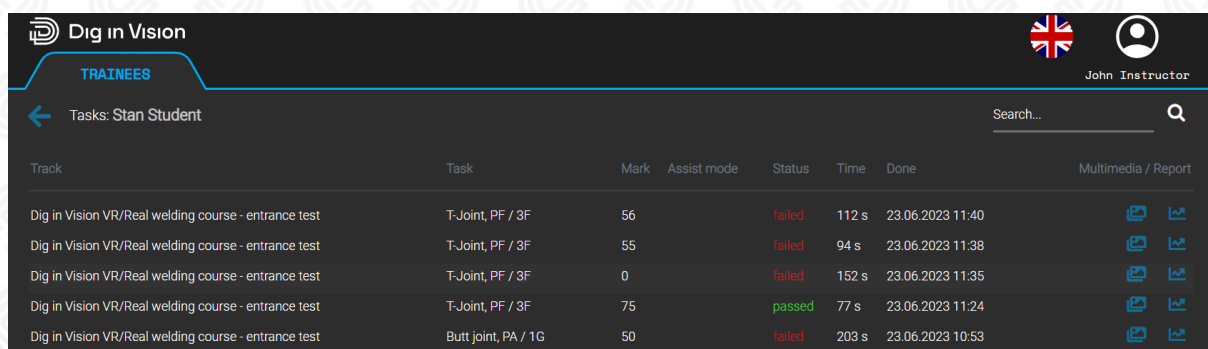 Dig in Vision
TRAINEES
John Instructor
Tasks: Stan Student
Search...
Track Task Mark Assist mode Status Time Done Multimedia / Report
Dig in Vision VR/Real welding course - entrance test T-Joint, PF / 3F 56 failed 112 s 23.06.2023 11:40
Dig in Vision VR/Real welding course - entrance test T-Joint, PF / 3F 55 failed 94 s 23.06.2023 11:38
Dig in Vision VR/Real welding course - entrance test T-Joint, PF / 3F 0 failed 152 s 23.06.2023 11:35
Dig in Vision VR/Real welding course - entrance test T-Joint, PF / 3F 75 passed 77 s 23.06.2023 11:24
Dig in Vision VR/Real welding course - entrance test Butt joint, PA / 1G 50 failed 203 s 23.06.2023 10:53